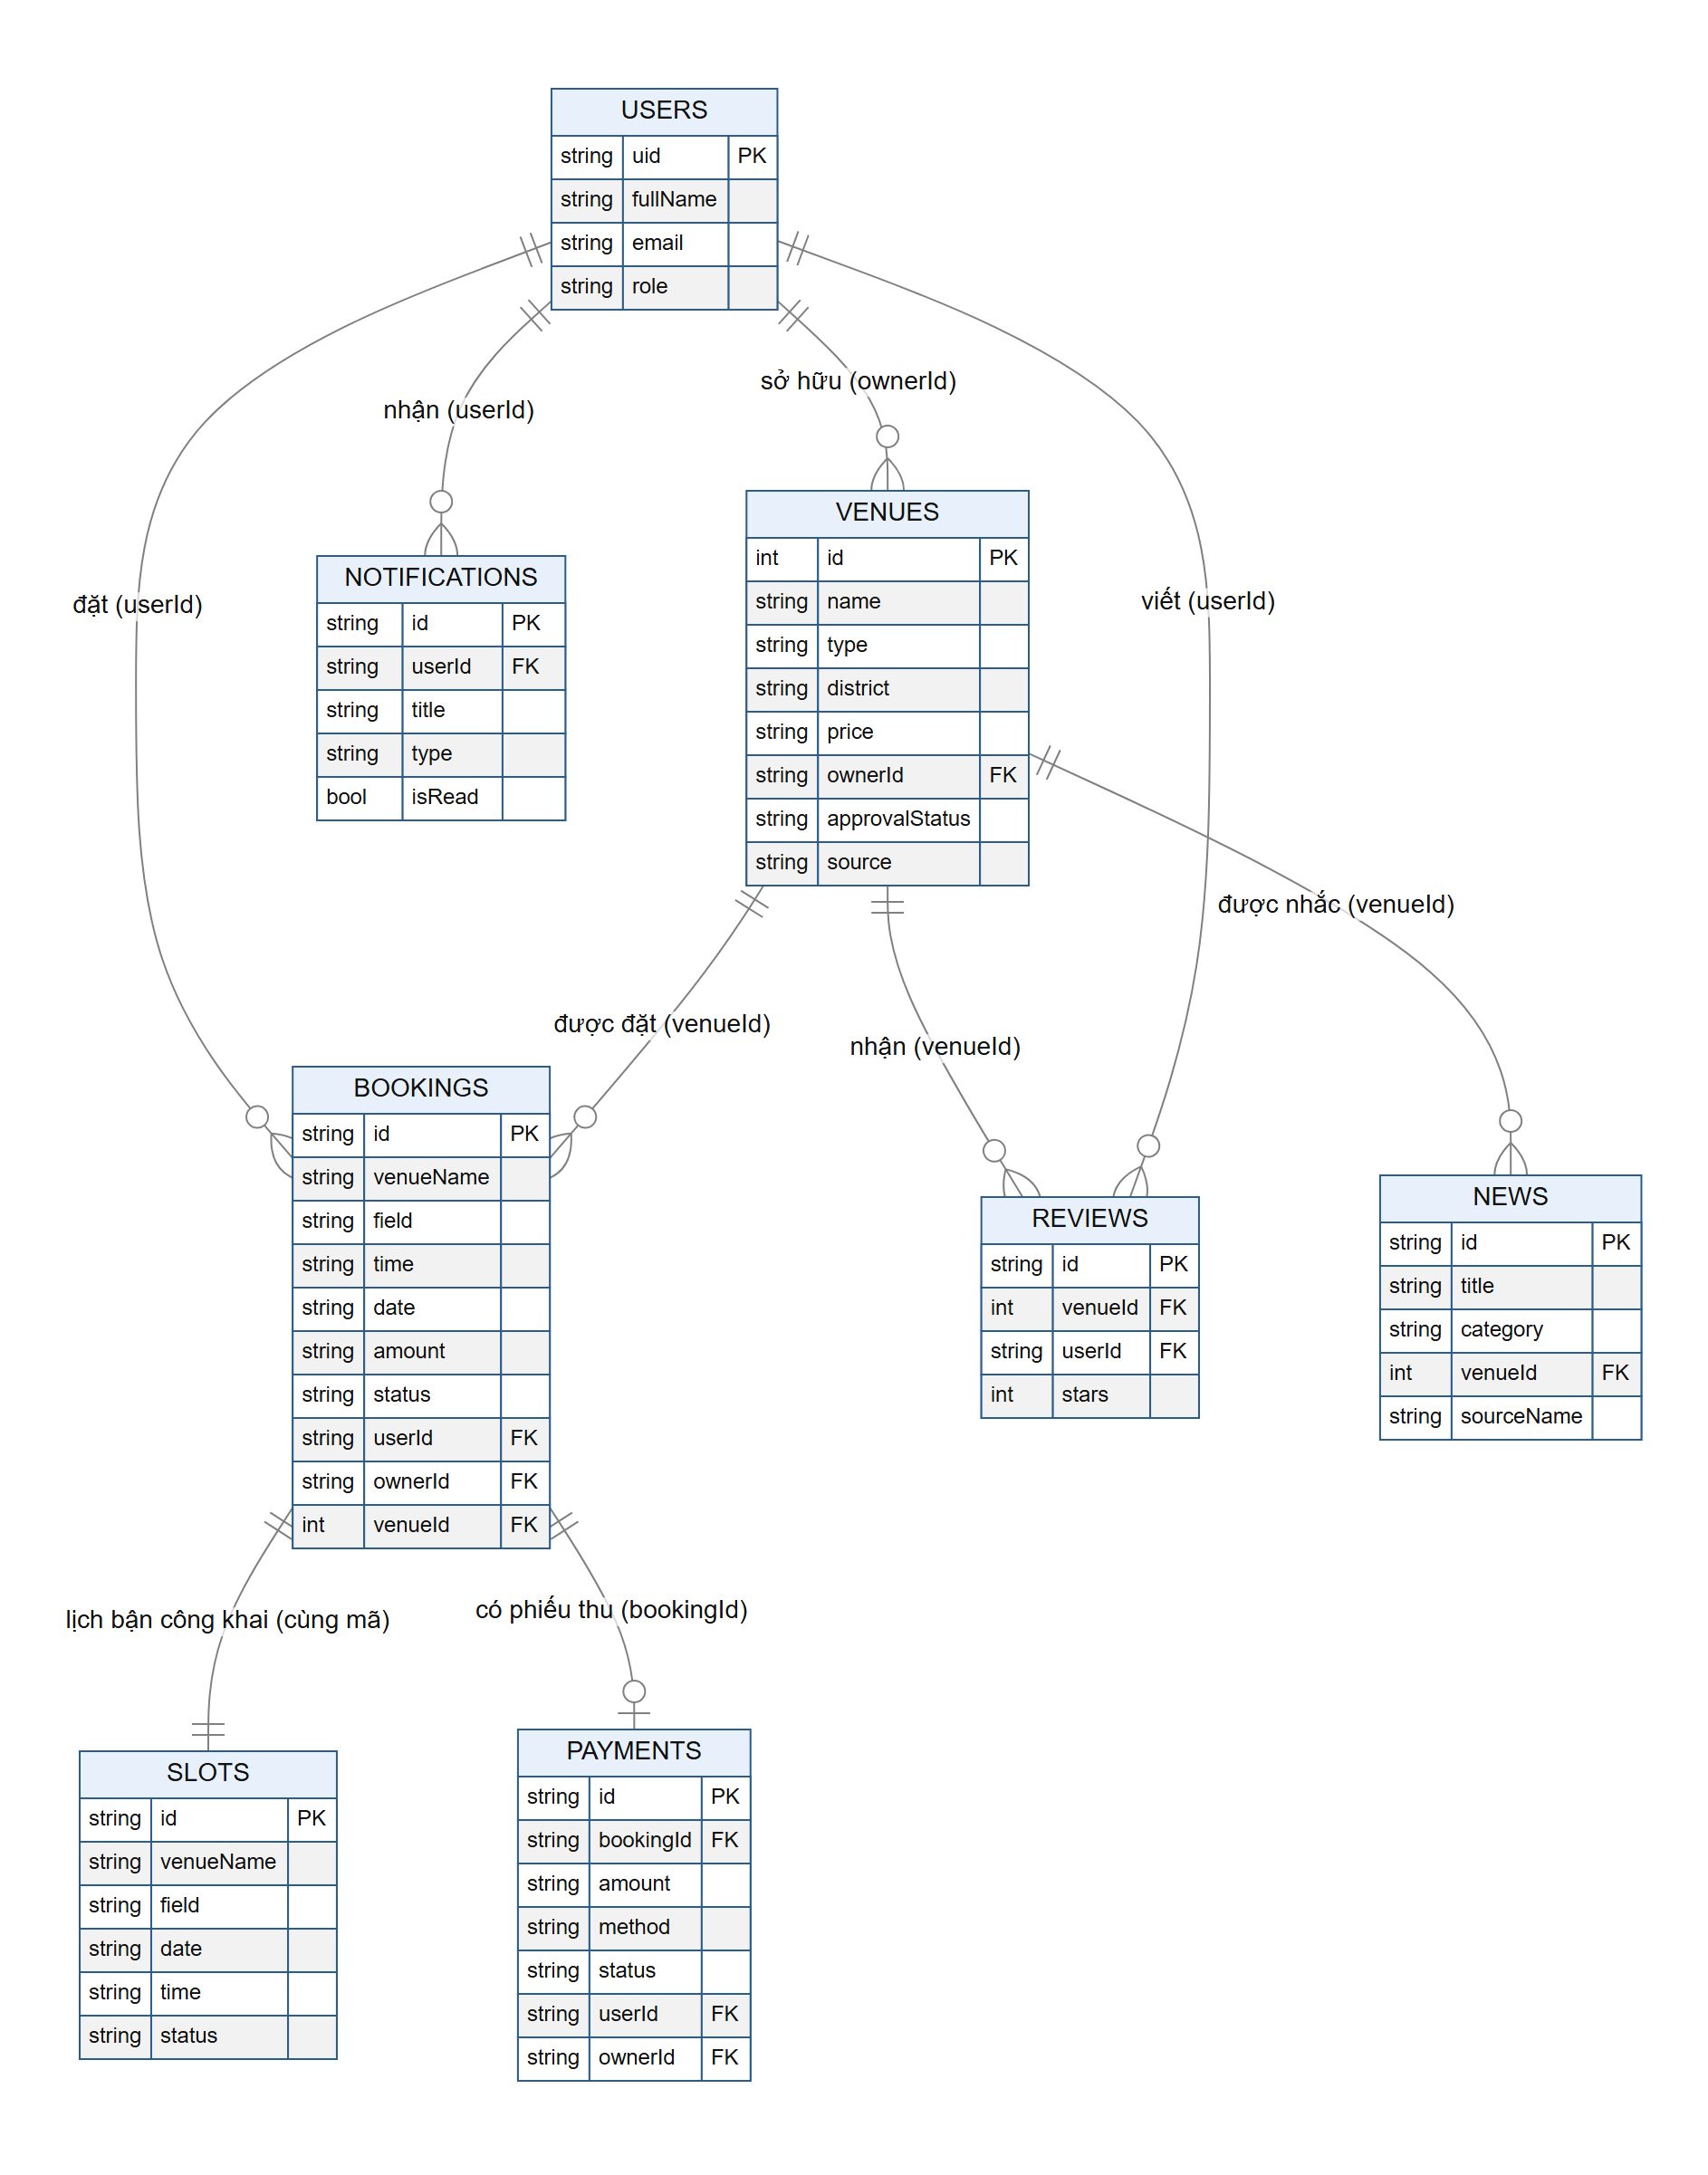 USERS
string uid PK
string fullName
string email
string role
sở hữu (ownerId)
nhận (userId)
VENUES
int id PK
string name
string type
string district
string price
string ownerId FK
string approvalStatus
string source
NOTIFICATIONS
string id PK
string userId FK
string title
string type
bool isRead
đặt (userId)
viết (userId)
được nhắc (venueId)
được đặt (venueId)
nhận (venueId)
BOOKINGS
string id PK
string venueName
string field
string time
string date
string amount
string status
string userId FK
string ownerId FK
int venueId FK
REVIEWS
string id PK
int venueId FK
string userId FK
int stars
NEWS
string id PK
string title
string category
int venueId FK
string sourceName
lịch bận công khai (cùng mã)
có phiếu thu (bookingId)
SLOTS
string id PK
string venueName
string field
string date
string time
string status
PAYMENTS
string id PK
string bookingId FK
string amount
string method
string status
string userId FK
string ownerId FK